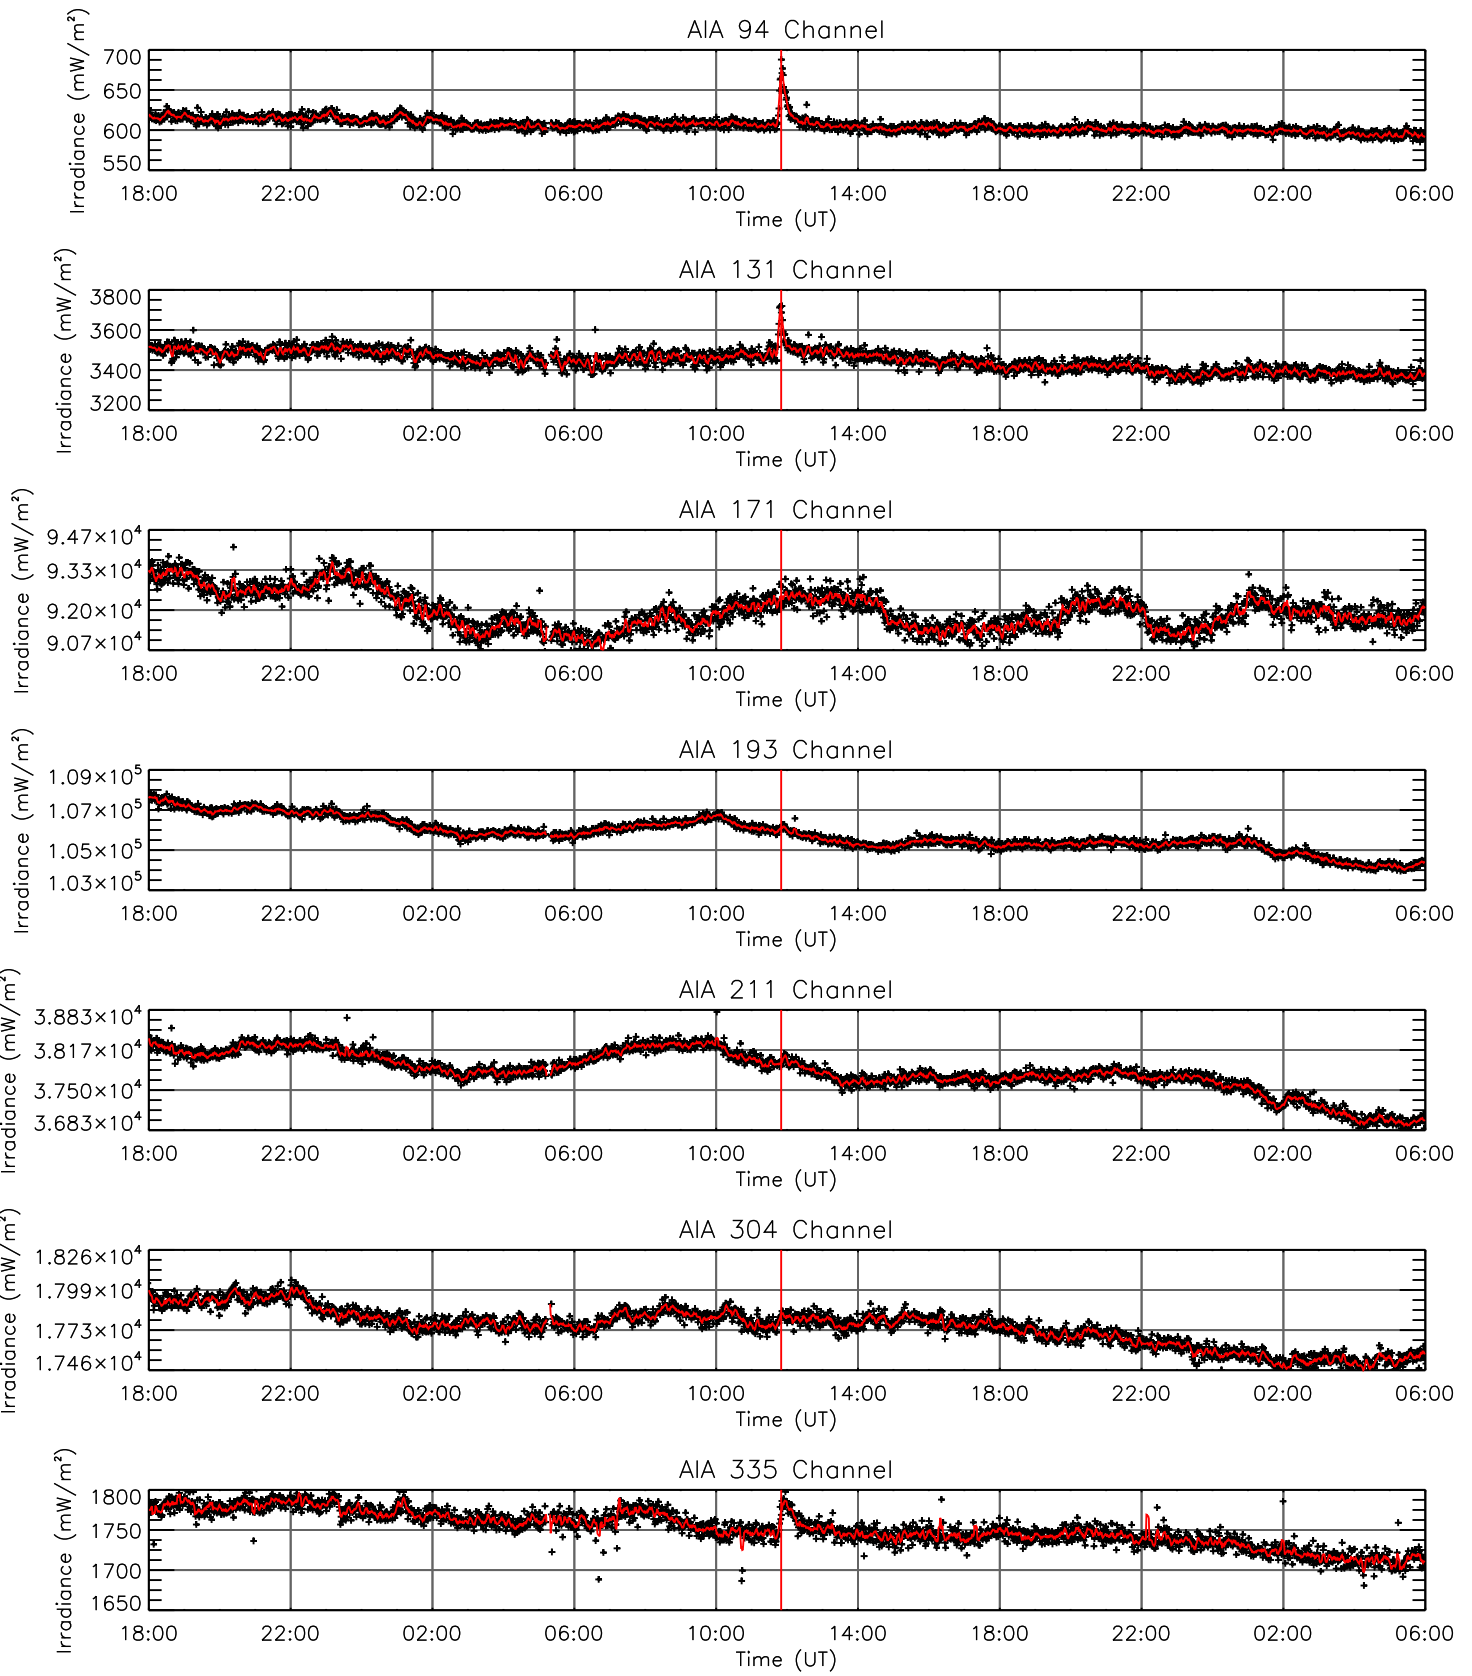 AIA 94 Channel
Irradiance (mW/m²)
700
650
600
550
18:00 22:00 02:00 06:00 10:00 14:00 18:00 22:00 02:00 06:00
Time (UT)
AIA 131 Channel
Irradiance (mW/m²)
3800
3600
3400
3200
18:00 22:00 02:00 06:00 10:00 14:00 18:00 22:00 02:00 06:00
Time (UT)
AIA 171 Channel
Irradiance (mW/m²)
9.47×10⁴
9.33×10⁴
9.20×10⁴
9.07×10⁴
18:00 22:00 02:00 06:00 10:00 14:00 18:00 22:00 02:00 06:00
Time (UT)
AIA 193 Channel
Irradiance (mW/m²)
1.09×10⁵
1.07×10⁵
1.05×10⁵
1.03×10⁵
18:00 22:00 02:00 06:00 10:00 14:00 18:00 22:00 02:00 06:00
Time (UT)
AIA 211 Channel
Irradiance (mW/m²)
3.883×10⁴
3.817×10⁴
3.750×10⁴
3.683×10⁴
18:00 22:00 02:00 06:00 10:00 14:00 18:00 22:00 02:00 06:00
Time (UT)
AIA 304 Channel
Irradiance (mW/m²)
1.826×10⁴
1.799×10⁴
1.773×10⁴
1.746×10⁴
18:00 22:00 02:00 06:00 10:00 14:00 18:00 22:00 02:00 06:00
Time (UT)
AIA 335 Channel
Irradiance (mW/m²)
1800
1750
1700
1650
18:00 22:00 02:00 06:00 10:00 14:00 18:00 22:00 02:00 06:00
Time (UT)